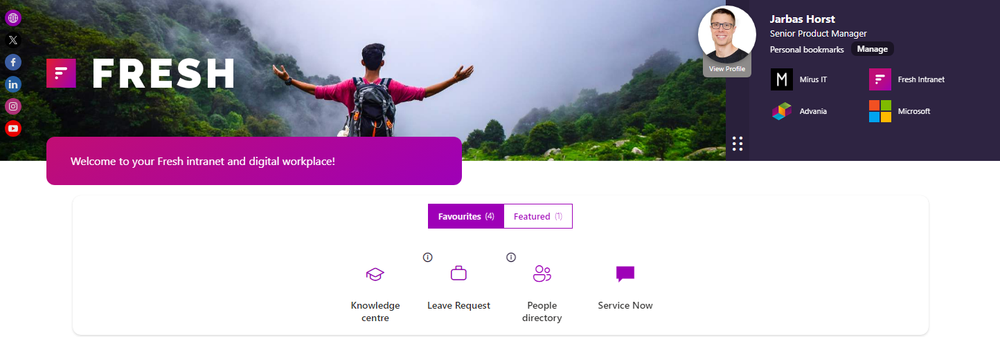 FRESH
Welcome to your Fresh intranet and digital workplace!
View Profile
Jarbas Horst
Senior Product Manager
Personal bookmarks Manage
M Mirus IT
Fresh Intranet
Advania
Microsoft
Favourites (4)
Featured (1)
Knowledge
centre
Leave Request
People
directory
Service Now